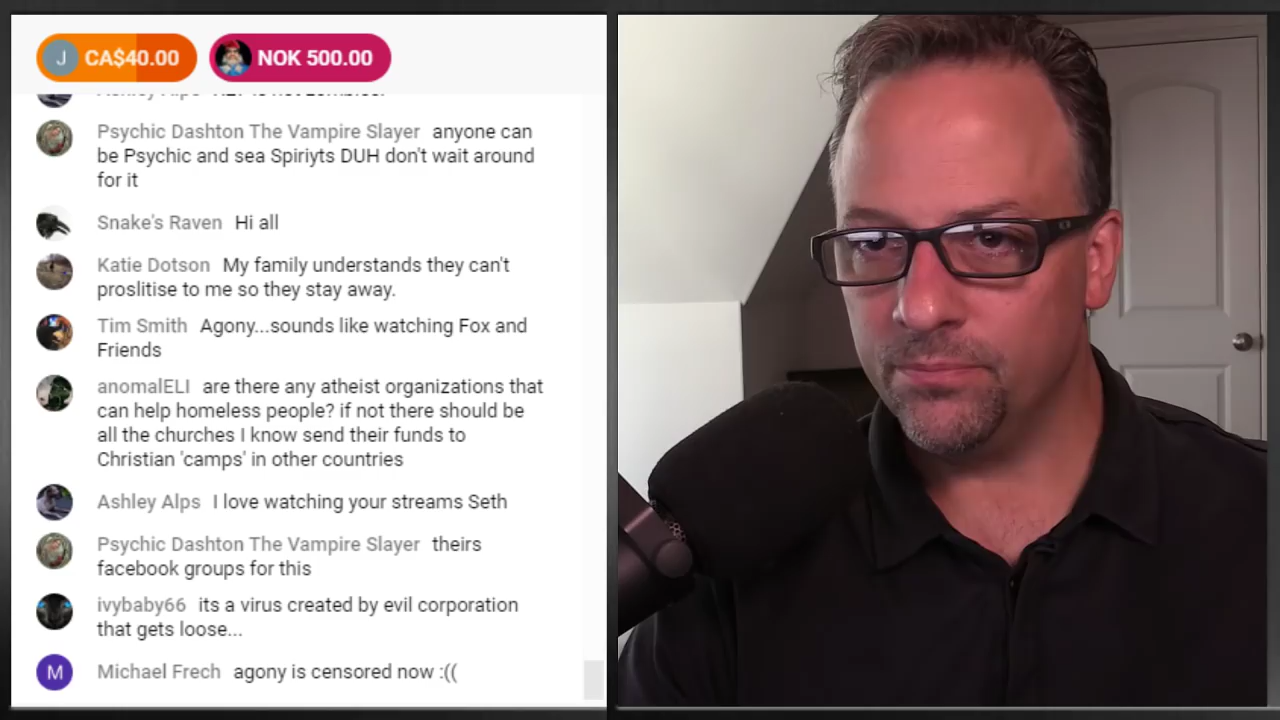 CA$40.00
NOK 500.00
Psychic Dashton The Vampire Slayer anyone can
be Psychic and sea Spiriyts DUH don't wait around
for it
Snake's Raven Hi all
Katie Dotson My family understands they can't
proslitise to me so they stay away.
Tim Smith Agony...sounds like watching Fox and
Friends
anomalELI are there any atheist organizations that
can help homeless people? if not there should be
all the churches I know send their funds to
Christian 'camps' in other countries
Ashley Alps I love watching your streams Seth
Psychic Dashton The Vampire Slayer theirs
facebook groups for this
ivybaby66 its a virus created by evil corporation
that gets loose...
M
Michael Frech agony is censored now :((